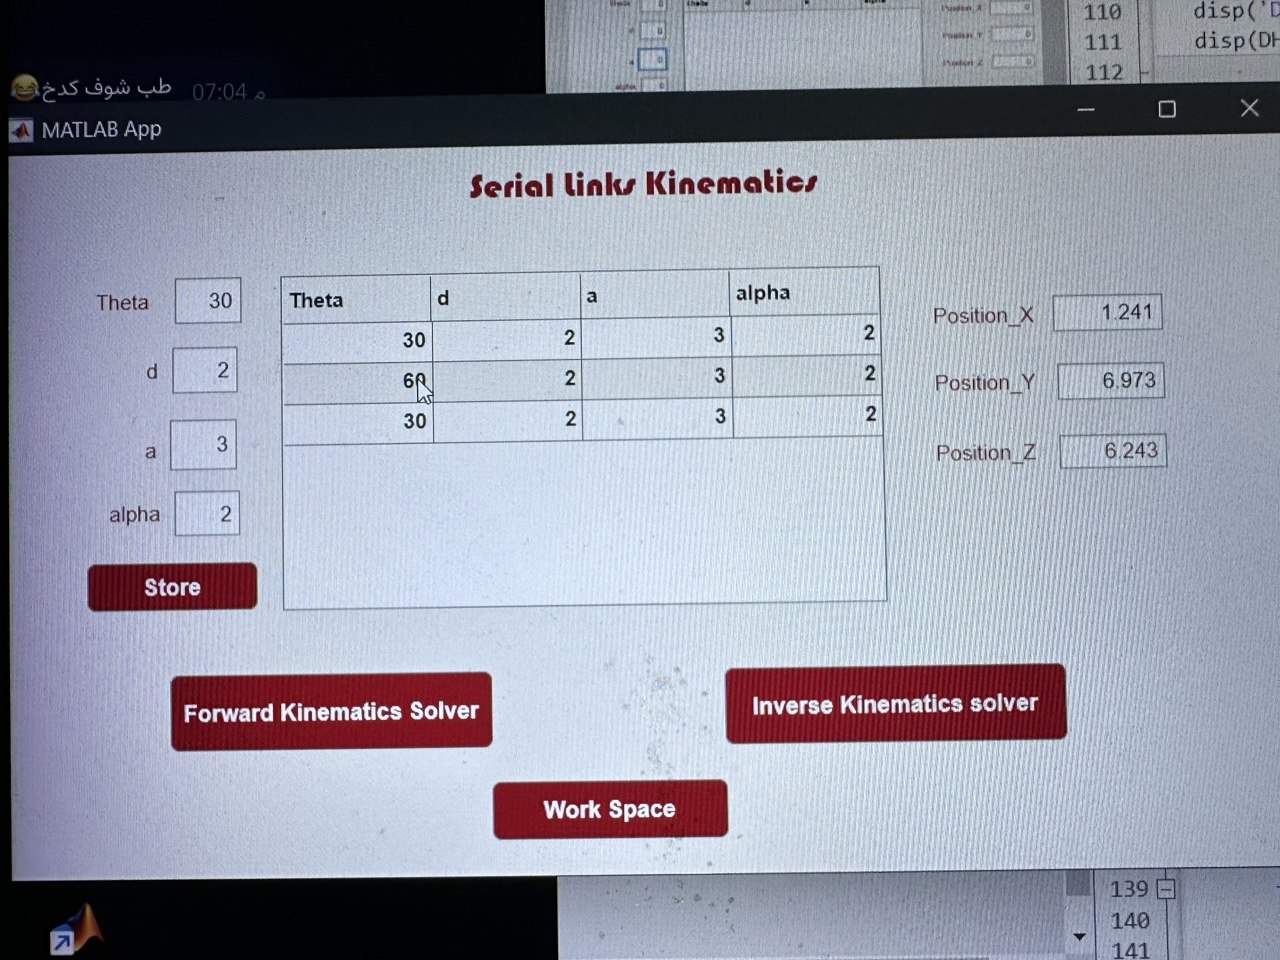 110 disp('D
111 disp(DH
112
طب شوف كدخ😂
07:04 م
MATLAB App
Serial Links Kinematics
Theta 30
d 2
a 3
alpha 2
Store
Theta d a alpha
30 2 3 2
60 2 3 2
30 2 3 2
Position_X 1.241
Position_Y 6.973
Position_Z 6.243
Forward Kinematics Solver
Inverse Kinematics solver
Work Space
139
140
141